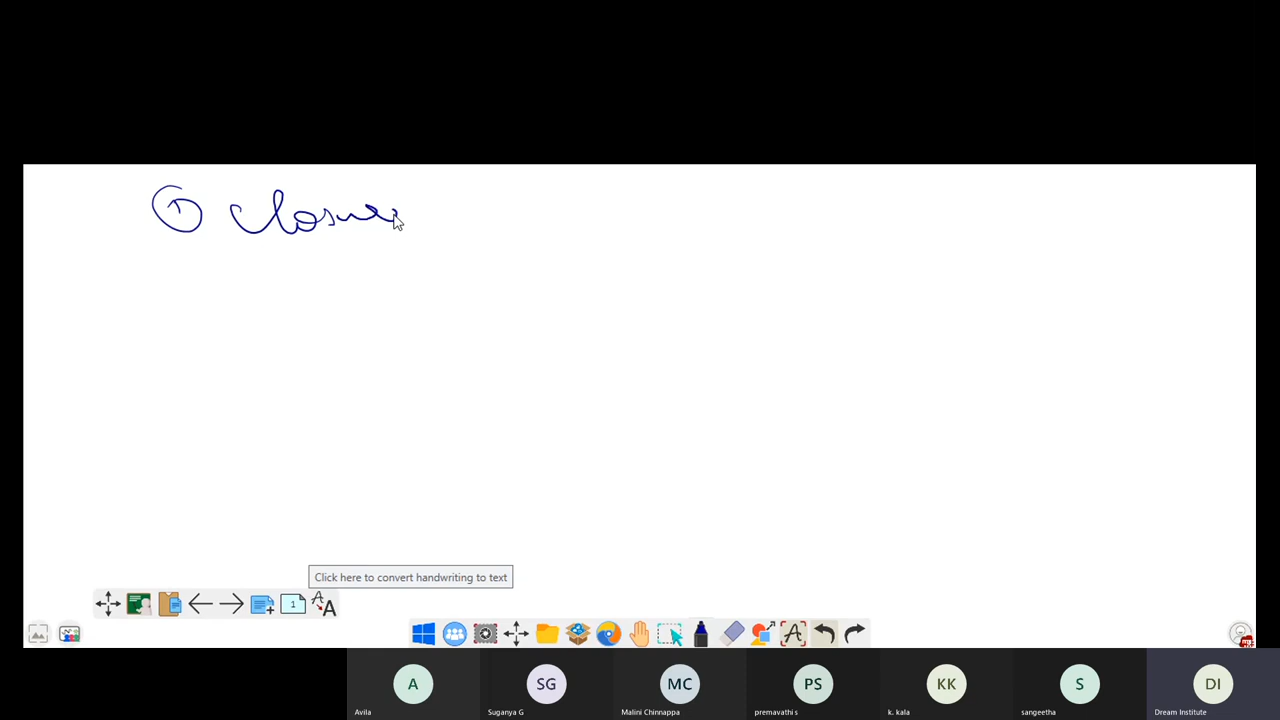 ① closure
Click here to convert handwriting to text
1
A
A
A
A
SG
MC
PS
KK
S
DI
Avila
Suganya G
Malini Chinnappa
premavathi s
k. kala
sangeetha
Dream Institute